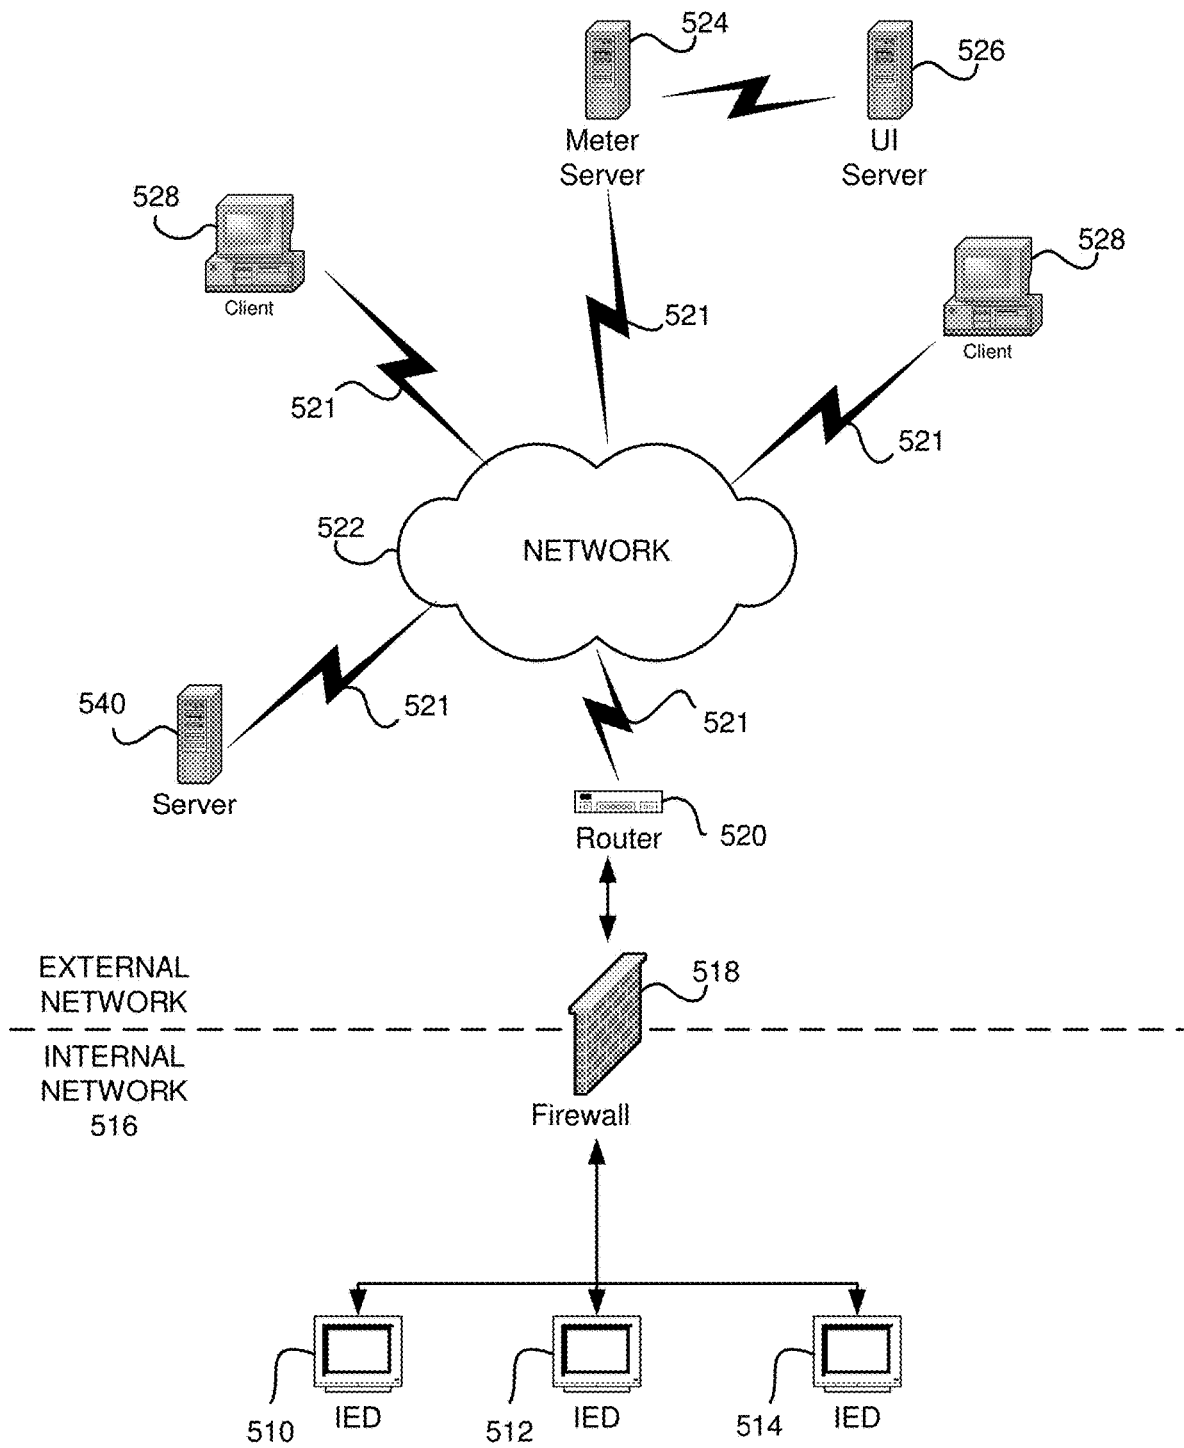 524
526
Meter
Server
UI
Server
528
Client
528
Client
521
521
521
522
NETWORK
540
Server
521
521
Router
520
EXTERNAL
NETWORK
518
INTERNAL
NETWORK
516
Firewall
510
IED
512
IED
514
IED